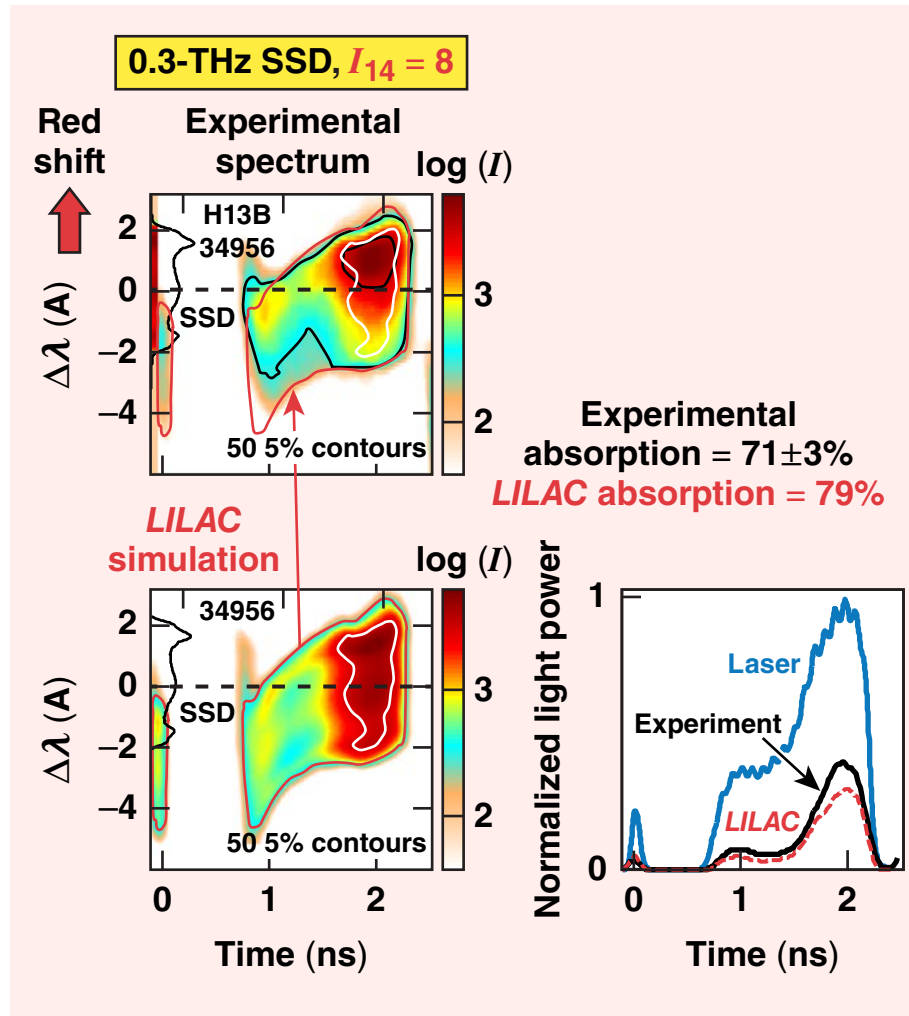 0.3-THz SSD, I14 = 8
Red
shift
Experimental
spectrum
log (I)
H13B
34956
SSD
2
0
–2
–4
Δλ (A)
3
2
50 5% contours
Experimental
absorption = 71±3%
LILAC absorption = 79%
LILAC
simulation
log (I)
34956
SSD
2
0
–2
–4
Δλ (A)
3
2
50 5% contours
0
1
2
Time (ns)
Normalized light power
1
0
Laser
Experiment
LILAC
0
1
2
Time (ns)